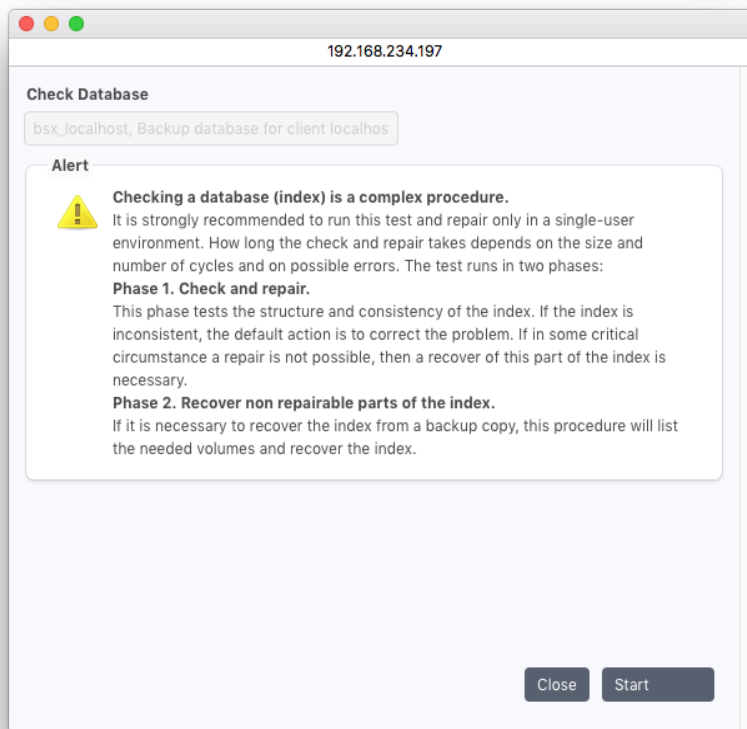 192.168.234.197
Check Database
bsx_localhost, Backup database for client localhos
Alert
Checking a database (index) is a complex procedure.
It is strongly recommended to run this test and repair only in a single-user
environment. How long the check and repair takes depends on the size and
number of cycles and on possible errors. The test runs in two phases:
Phase 1. Check and repair.
This phase tests the structure and consistency of the index. If the index is
inconsistent, the default action is to correct the problem. If in some critical
circumstance a repair is not possible, then a recover of this part of the index is
necessary.
Phase 2. Recover non repairable parts of the index.
If it is necessary to recover the index from a backup copy, this procedure will list
the needed volumes and recover the index.
Close Start